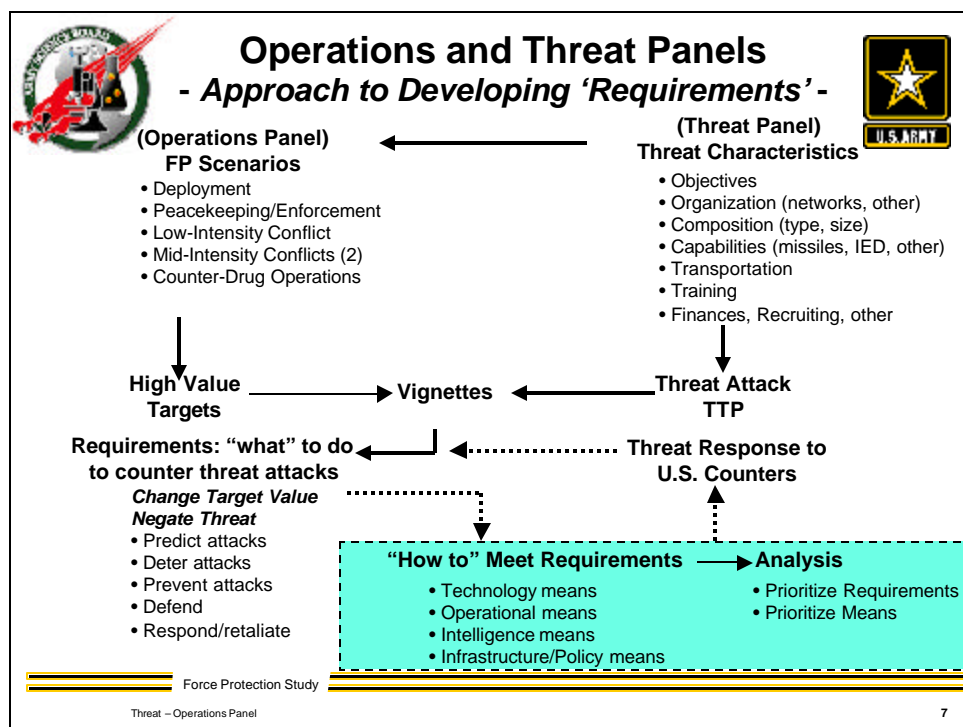 ARMY SCIENCE BOARD
Operations and Threat Panels
- Approach to Developing ‘Requirements’ -
U.S.ARMY
(Operations Panel)
FP Scenarios
• Deployment
• Peacekeeping/Enforcement
• Low-Intensity Conflict
• Mid-Intensity Conflicts (2)
• Counter-Drug Operations
(Threat Panel)
Threat Characteristics
• Objectives
• Organization (networks, other)
• Composition (type, size)
• Capabilities (missiles, IED, other)
• Transportation
• Training
• Finances, Recruiting, other
High Value
Targets
Vignettes
Threat Attack
TTP
Requirements: “what” to do
to counter threat attacks
Change Target Value
Negate Threat
• Predict attacks
• Deter attacks
• Prevent attacks
• Defend
• Respond/retaliate
Threat Response to
U.S. Counters
“How to” Meet Requirements
• Technology means
• Operational means
• Intelligence means
• Infrastructure/Policy means
Analysis
• Prioritize Requirements
• Prioritize Means
Force Protection Study
Threat – Operations Panel
7